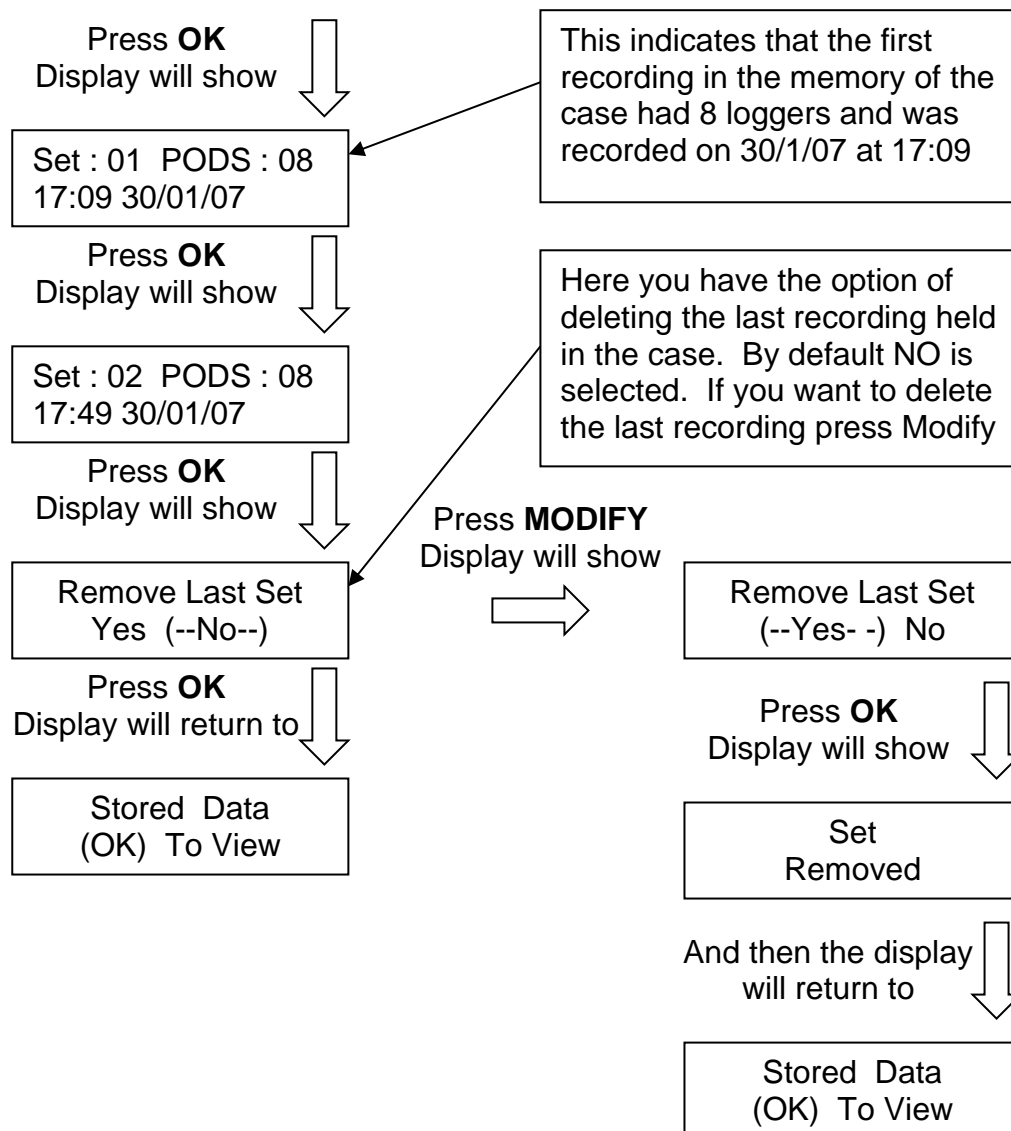 Press OK
Display will show
This indicates that the first
recording in the memory of the
case had 8 loggers and was
recorded on 30/1/07 at 17:09
Set : 01 PODS : 08
17:09 30/01/07
Press OK
Display will show
Here you have the option of
deleting the last recording held
in the case. By default NO is
selected. If you want to delete
the last recording press Modify
Set : 02 PODS : 08
17:49 30/01/07
Press OK
Display will show
Press MODIFY
Display will show
Remove Last Set
Yes (--No--)
Remove Last Set
(--Yes- -) No
Press OK
Display will return to
Press OK
Display will show
Stored Data
(OK) To View
Set
Removed
And then the display
will return to
Stored Data
(OK) To View